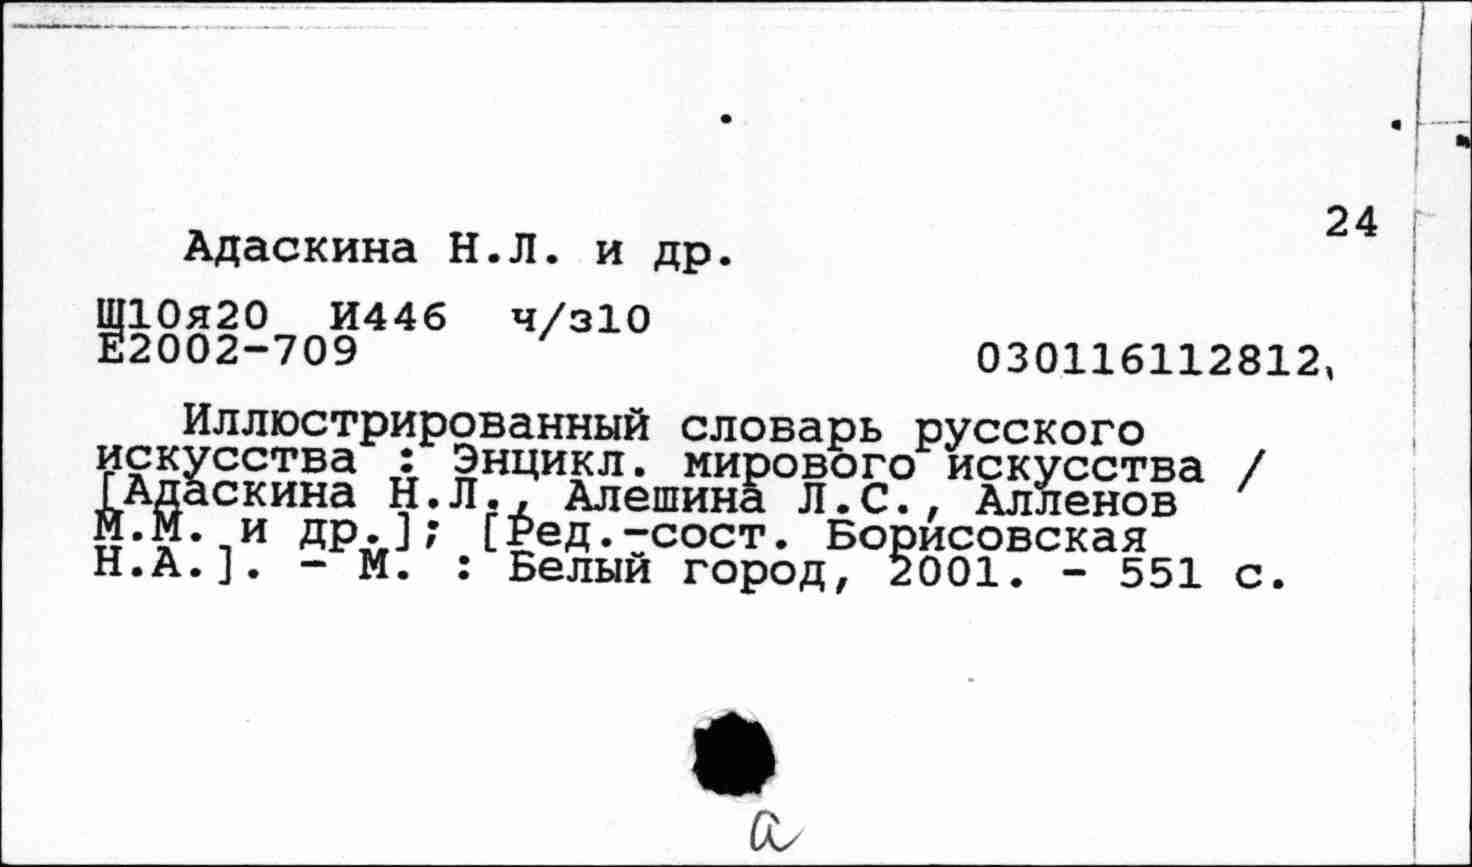 24
Адаскина Н.Л. и др.
Щ10я20 И446 ч/з10
Е2002-709
030116112812,
Иллюстрированный словарь русского
искусства : Энцикл. мирового искусства /
[Адаскина Н.Л., Алешина Л.С., Алленов
М.М. и др.]; [Ред.-сост. Борисовская
Н.А.]. - М. : Белый город, 2001. - 551 с.
а